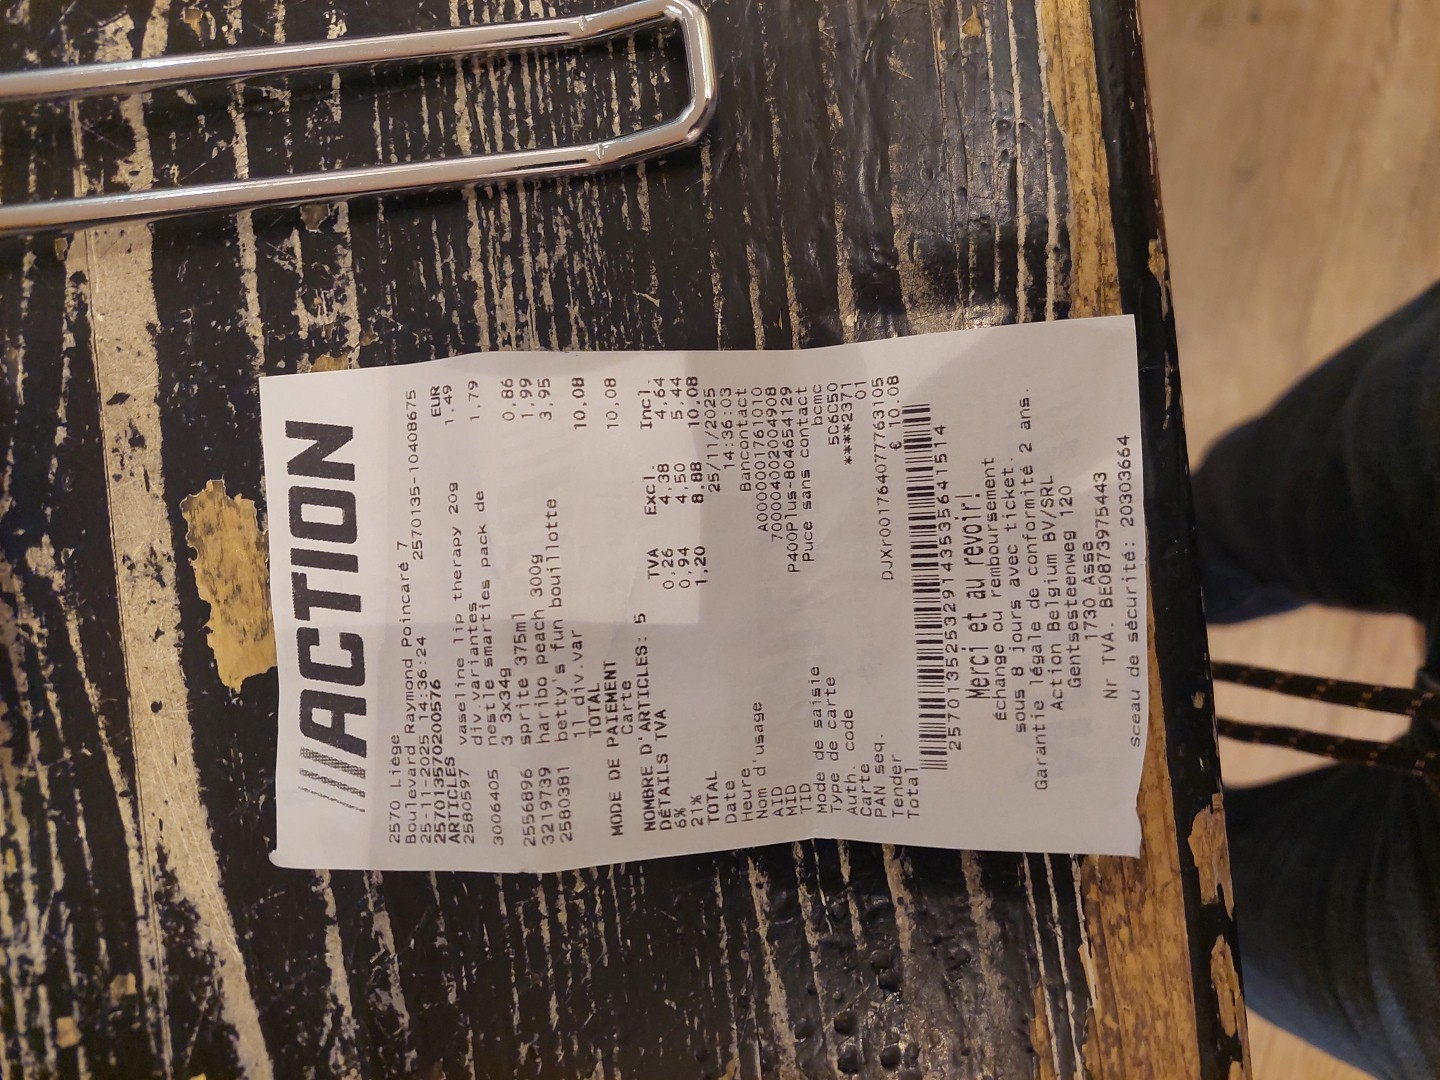 ACTION
2570 Liège
Boulevard Raymond Poincaré 7
25-11-2025 14:36:24 2570135-10408675
2570135702200576
ARTICLES EUR
2580597 vaseline lip therapy 20g 1.49
div.variantes
3006405 nestle smarties pack de 1,79
3 3x34g
2556896 sprite 375ml 0,86
3219739 haribo peach 300g 1,99
2580381 betty's fun bouillotte 3,95
1l div.var
TOTAL 10,08
MODE DE PAIEMENT
Carte 10,08
NOMBRE D'ARTICLES: 5
DÉTAILS TVA TVA Excl. Incl.
6% 0,26 4,38 4,64
21% 0,94 4,50 5,44
TOTAL 1,20 8,88 10,08
Date 25/11/2025
Heure 14:36:03
Nom d'usage Bancontact
AID A0000001761010
MID 700004002004908
TID P400Plus-804654129
Mode de saisie Puce sans contact
Type de carte bcmc
Auth. code 5C6C50
Carte ****2371
PAN seq. 01
Tender DJXr001764077763105
Total € 10.08
2570135253291435356415 14
Merci et au revoir!
Échange ou remboursement
sous 8 jours avec ticket.
Garantie légale de conformité 2 ans.
Action Belgium BV/SRL
Gentsesteenweg 120
1730 Asse
Nr TVA. BE0873975443
Sceau de sécurité: 20303664